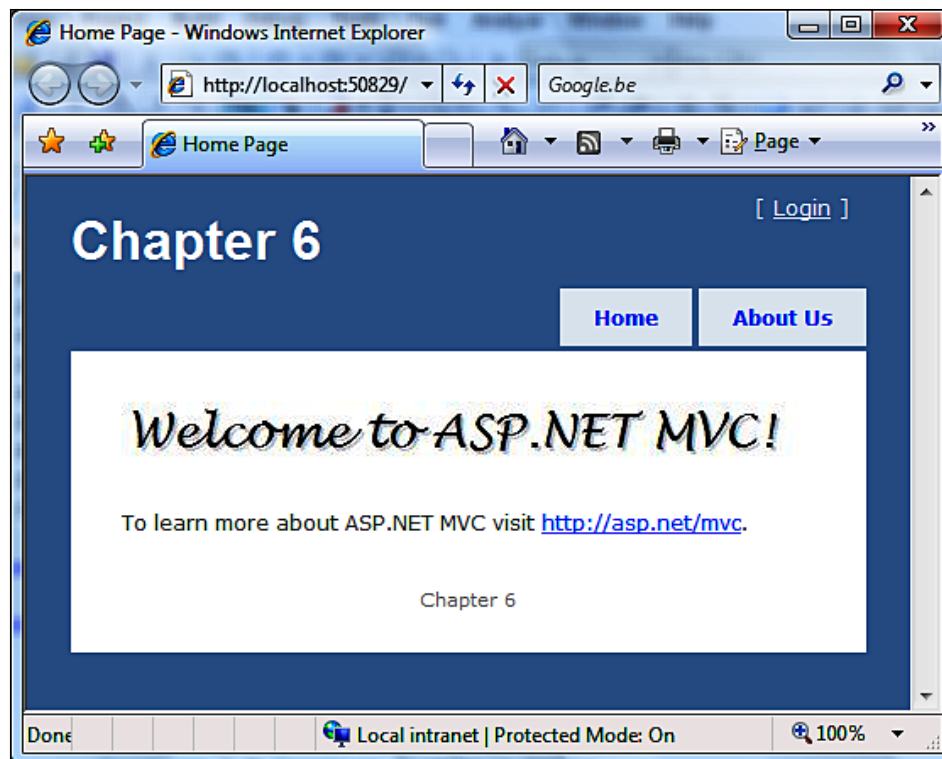 Home Page - Windows Internet Explorer
http://localhost:50829/
Google.be
Home Page
Page
[ Login ]
Chapter 6
Home
About Us
Welcome to ASP.NET MVC!
To learn more about ASP.NET MVC visit http://asp.net/mvc.
Chapter 6
Done
Local intranet | Protected Mode: On
100%